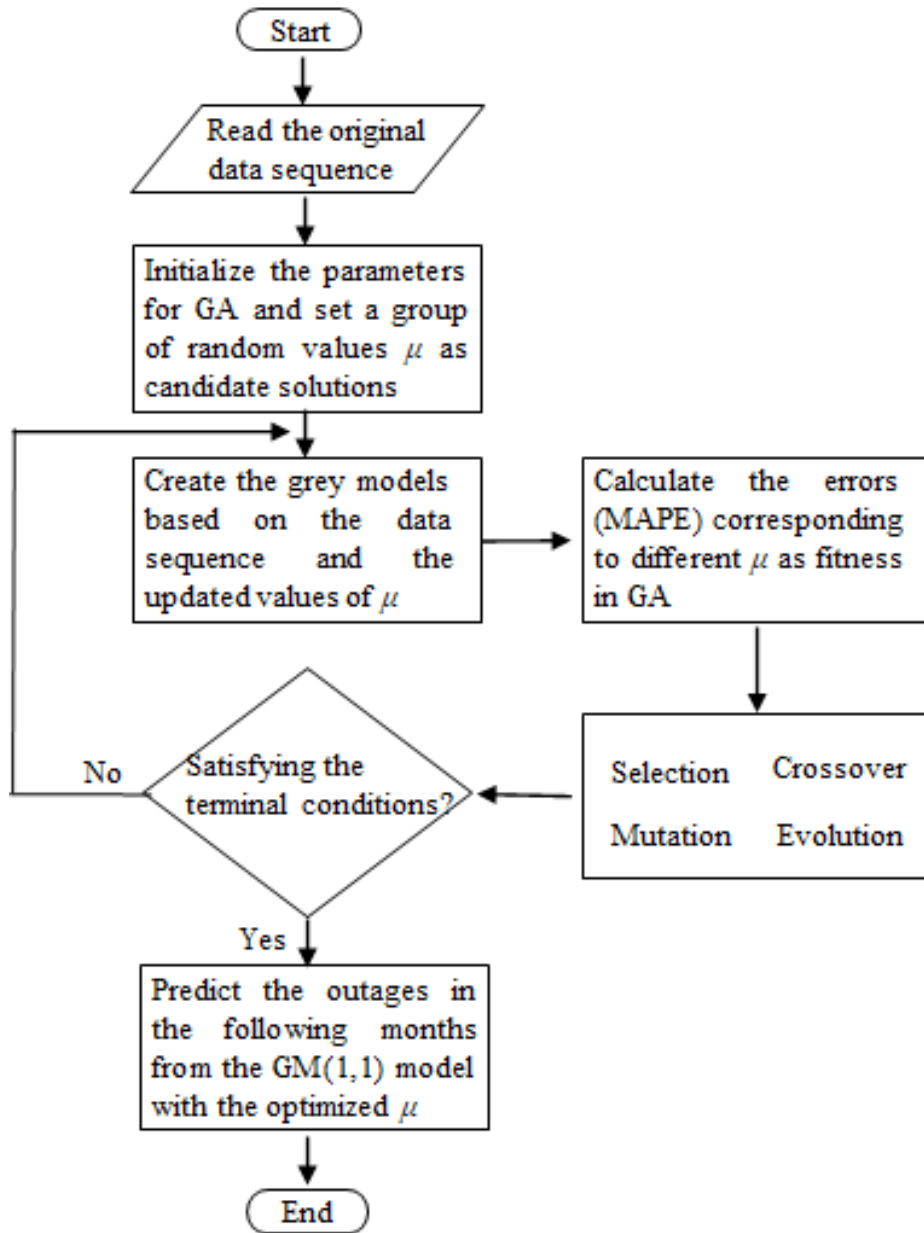 Start
Read the original
data sequence
Initialize the parameters
for GA and set a group
of random values μ as
candidate solutions
Create the grey models
based on the data
sequence and the
updated values of μ
Calculate the errors
(MAPE) corresponding
to different μ as fitness
in GA
Selection Crossover
Mutation Evolution
Satisfying the
terminal conditions?
No
Yes
Predict the outages in
the following months
from the GM(1,1) model
with the optimized μ
End